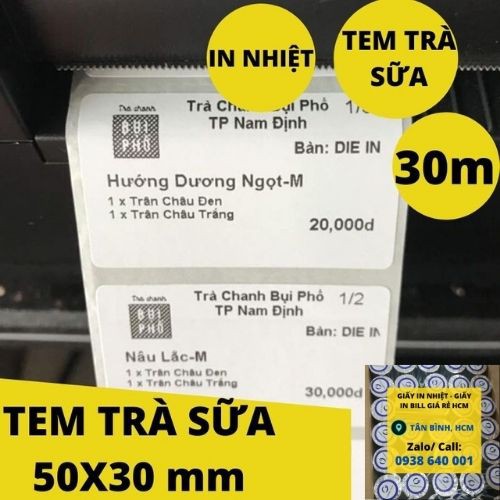 IN NHIỆT
TEM TRÀ
SỮA
30m
Trà chanh
BỤI
PHỐ
Trà Chanh Bụi Phố
TP Nam Định
Bàn: DIE IN
Hướng Dương Ngọt-M
1 x Trân Châu Đen
1 x Trân Châu Trắng
20,000đ
Trà chanh
BỤI
PHỐ
Trà Chanh Bụi Phố 1/2
TP Nam Định
Bàn: DIE IN
Nâu Lắc-M
1 x Trân Châu Đen
1 x Trân Châu Trắng
30,000đ
TEM TRÀ SỮA
50X30 mm
GIẤY IN NHIỆT - GIẤY
IN BILL GIÁ RẺ HCM
TÂN BÌNH, HCM
Zalo/ Call:
0938 640 001